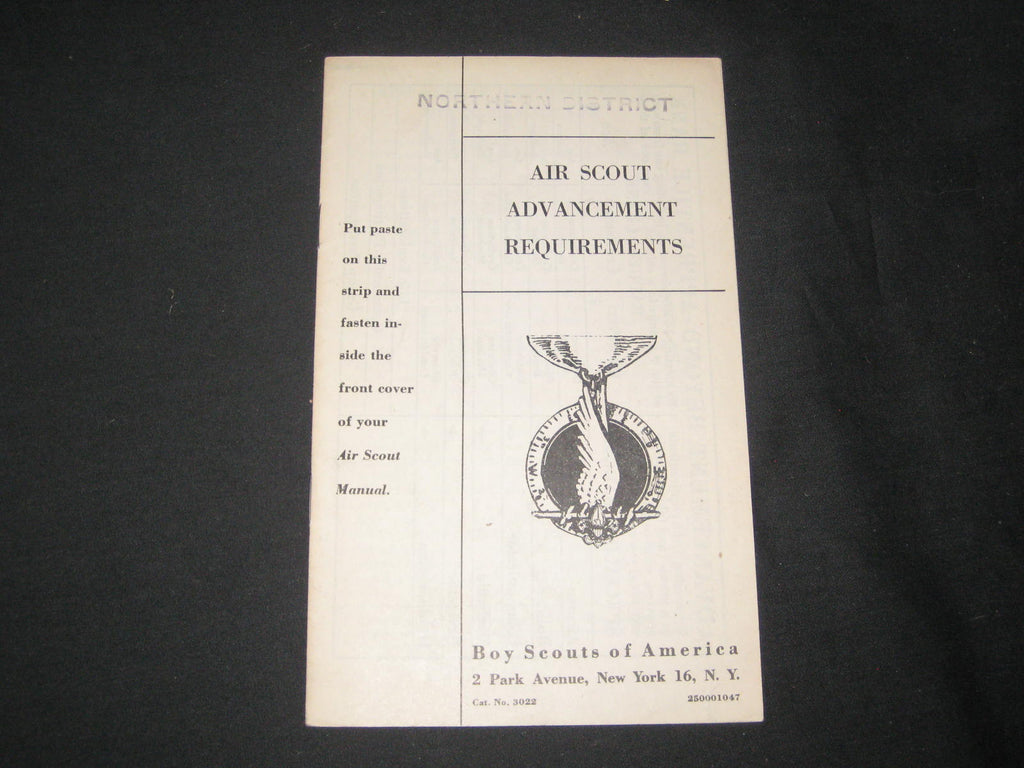 NORTHERN DISTRICT
AIR SCOUT
ADVANCEMENT
REQUIREMENTS
Put paste
on this
strip and
fasten in-
side the
front cover
of your
Air Scout
Manual.
Boy Scouts of America
2 Park Avenue, New York 16, N. Y.
Cat. No. 3022 250001047